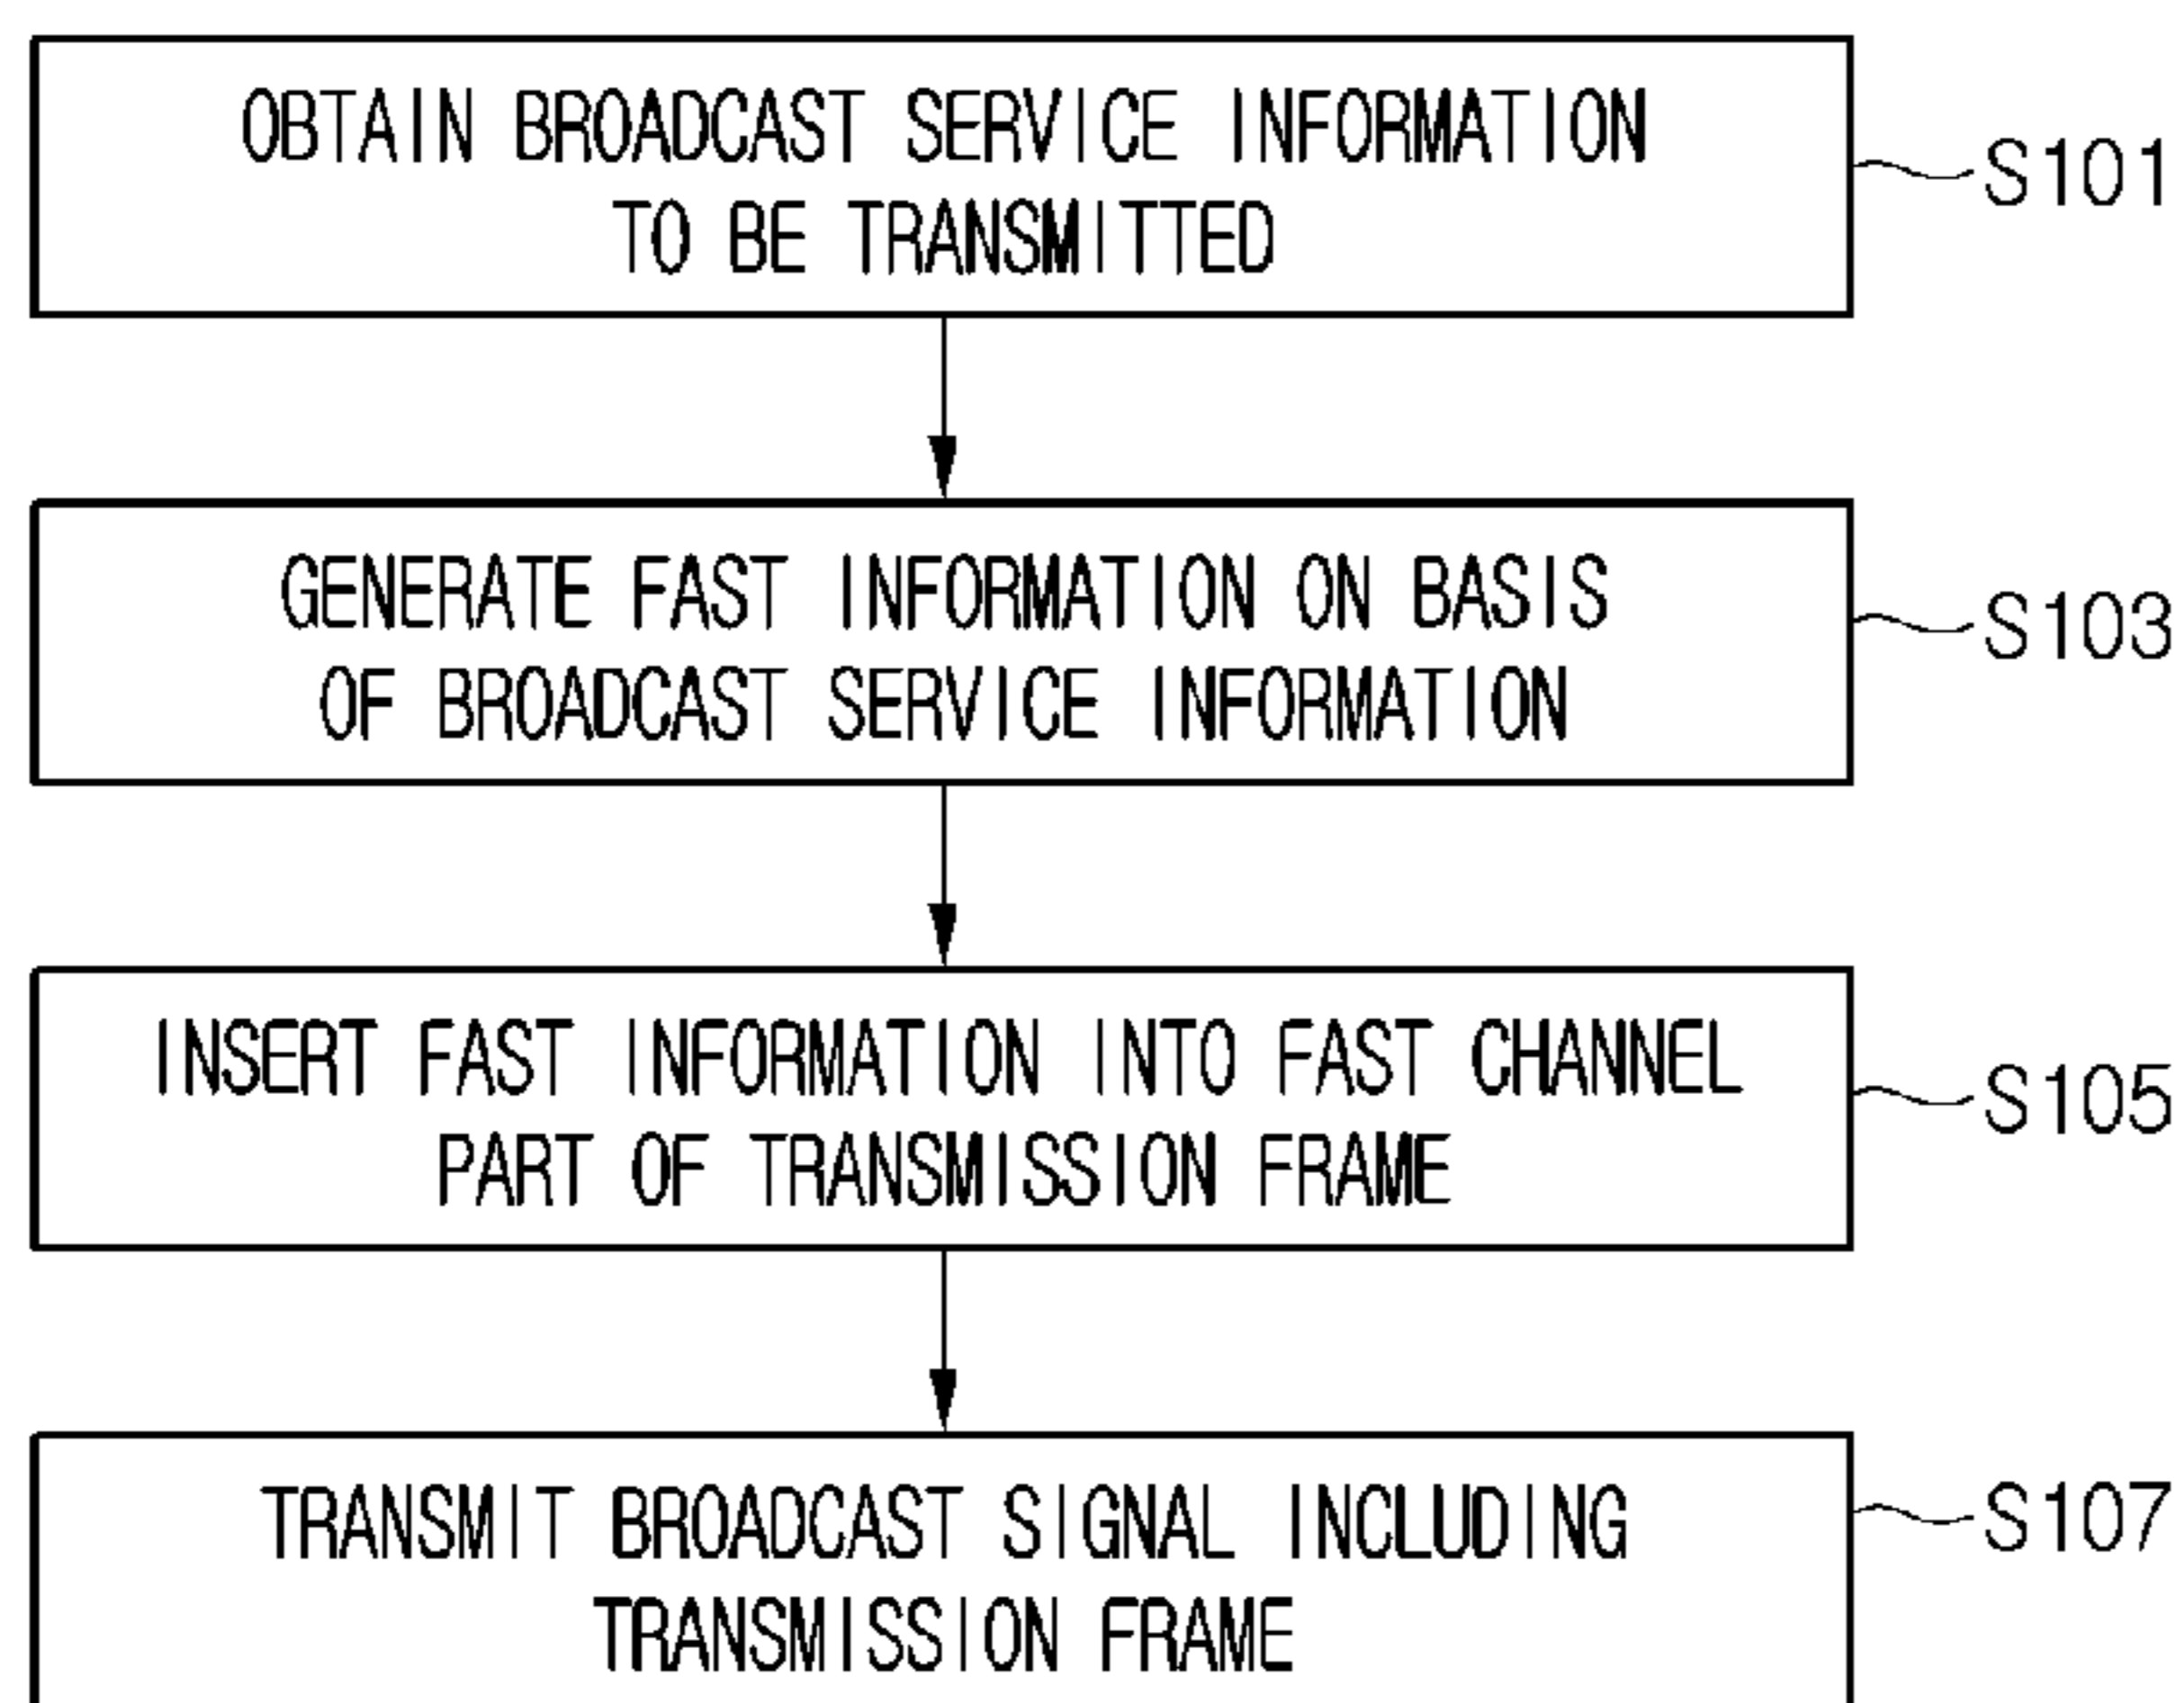 OBTAIN BROADCAST SERVICE INFORMATION
TO BE TRANSMITTED
S101
GENERATE FAST INFORMATION ON BASIS
OF BROADCAST SERVICE INFORMATION
S103
INSERT FAST INFORMATION INTO FAST CHANNEL
PART OF TRANSMISSION FRAME
S105
TRANSMIT BROADCAST SIGNAL INCLUDING
TRANSMISSION FRAME
S107